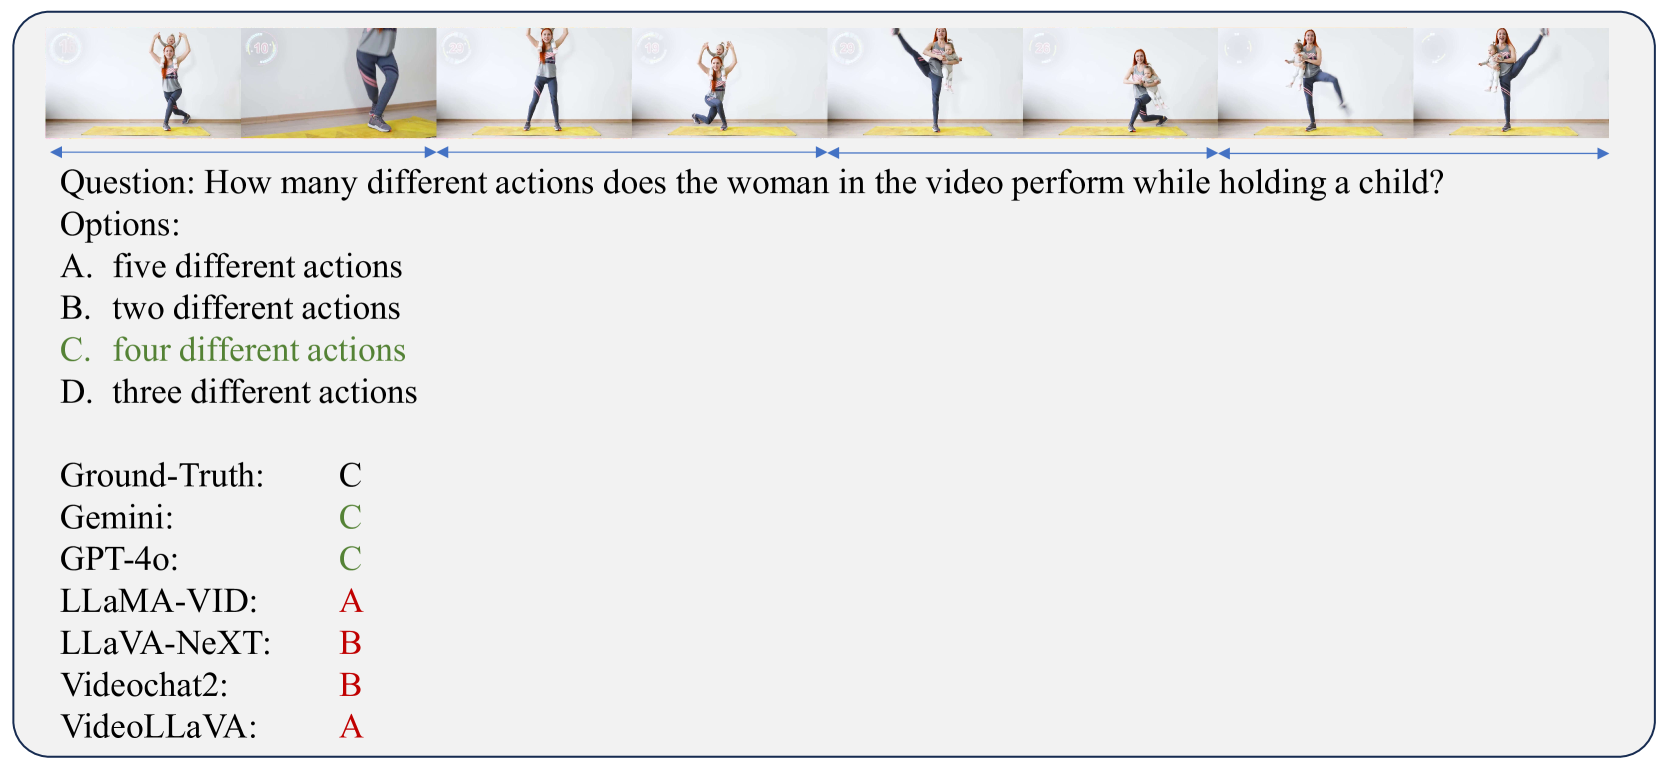 Question: How many different actions does the woman in the video perform while holding a child?
Options:
A. five different actions
B. two different actions
C. four different actions
D. three different actions
Ground-Truth: C
Gemini: C
GPT-4o: C
LLaMA-VID: A
LLaVA-NeXT: B
Videochat2: B
VideoLLaVA: A